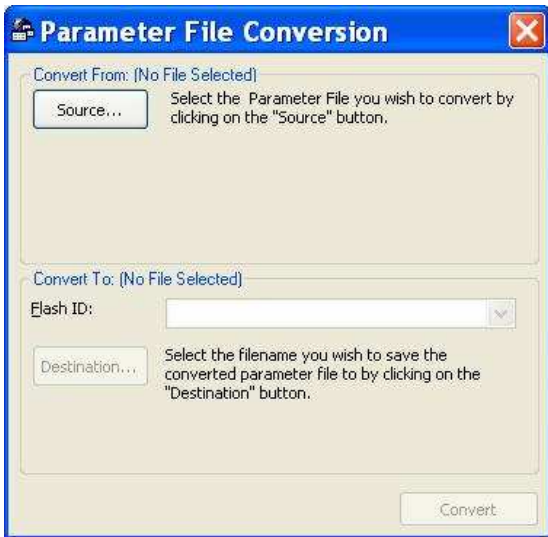 Parameter File Conversion
Convert From: (No File Selected)
Source...
Select the Parameter File you wish to convert by
clicking on the "Source" button.
Convert To: (No File Selected)
Flash ID:
Destination...
Select the filename you wish to save the
converted parameter file to by clicking on the
"Destination" button.
Convert